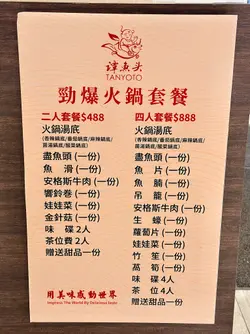 譚魚头
TANYOTO
勁爆火鍋套餐
二人套餐$488
火鍋湯底
(香辣鍋底/番茄鍋底/麻辣鍋底/
菌湯鍋底/酸菜鍋底)
盡魚頭 (一份)
魚 滑 (一份)
安格斯牛肉 (一份)
響鈴卷 (一份)
娃娃菜 (一份)
金針菇 (一份)
味 碟 2人
茶位費 2人
贈送甜品一份
四人套餐$888
火鍋湯底
(香辣鍋底/番茄鍋底/麻辣鍋底/
菌湯鍋底/酸菜鍋底)
盡魚頭 (一份)
魚 片 (一份)
魚 腩 (一份)
吊 龍 (一份)
安格斯牛肉 (一份)
生 蠔 (一份)
蘿蔔片 (一份)
娃娃菜 (一份)
竹 笙 (一份)
萵 筍 (一份)
味 碟 4人
茶 位 4人
贈送甜品一份
用美味感動世界
Impress The World By Delicious Taste